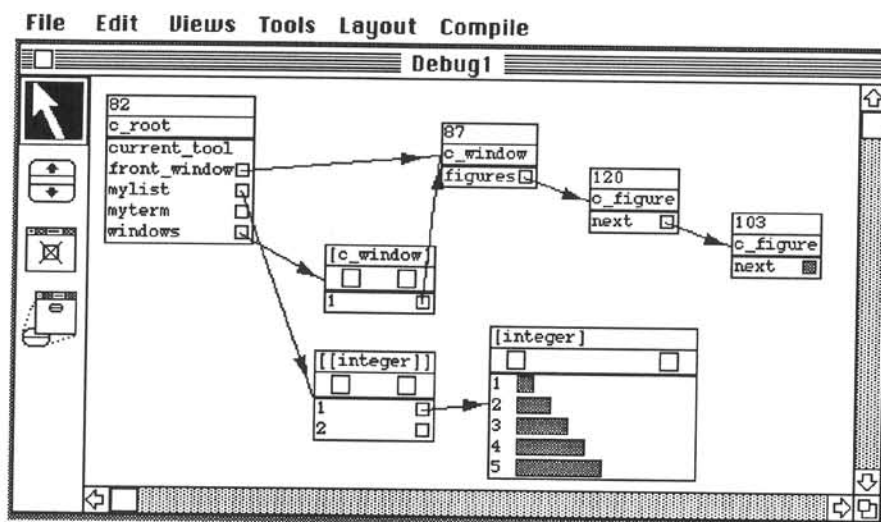 File Edit Views Tools Layout Compile
Debug1
82
c_root
current_tool
front_window
mylist
myterm
windows
87
c_window
figures
120
c_figure
next
103
c_figure
next
[c_window]
1
[[integer]]
1
2
[integer]
1
2
3
4
5